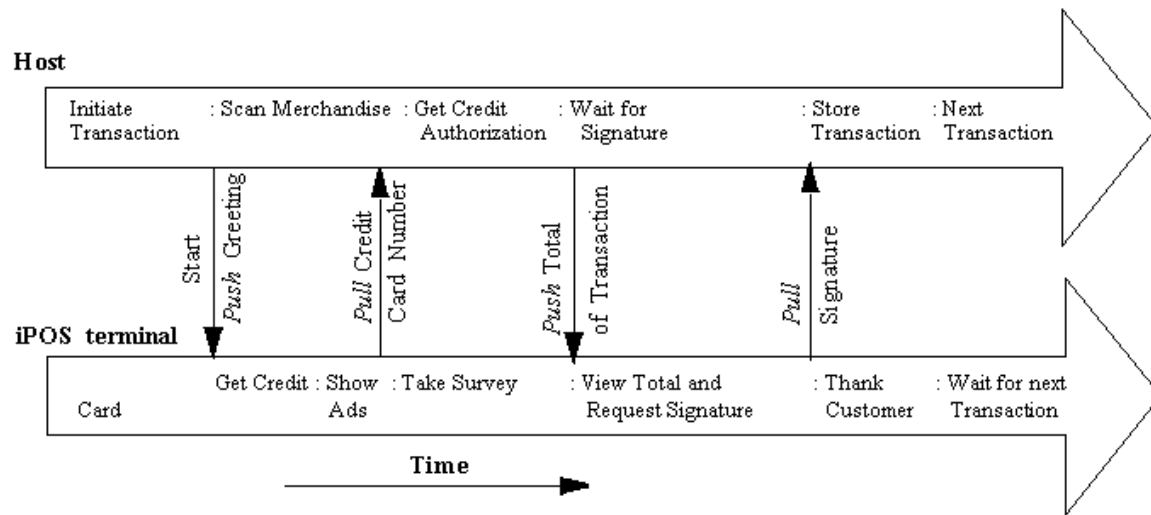 Host
Initiate : Scan Merchandise : Get Credit : Wait for : Store : Next
Transaction Authorization Signature Transaction Transaction
Start
Push Greeting
Pull Credit
Card Number
Push Total
of Transaction
Pull
Signature
iPOS terminal
Get Credit : Show : Take Survey : View Total and : Thank : Wait for next
Card Ads Request Signature Customer Transaction
Time